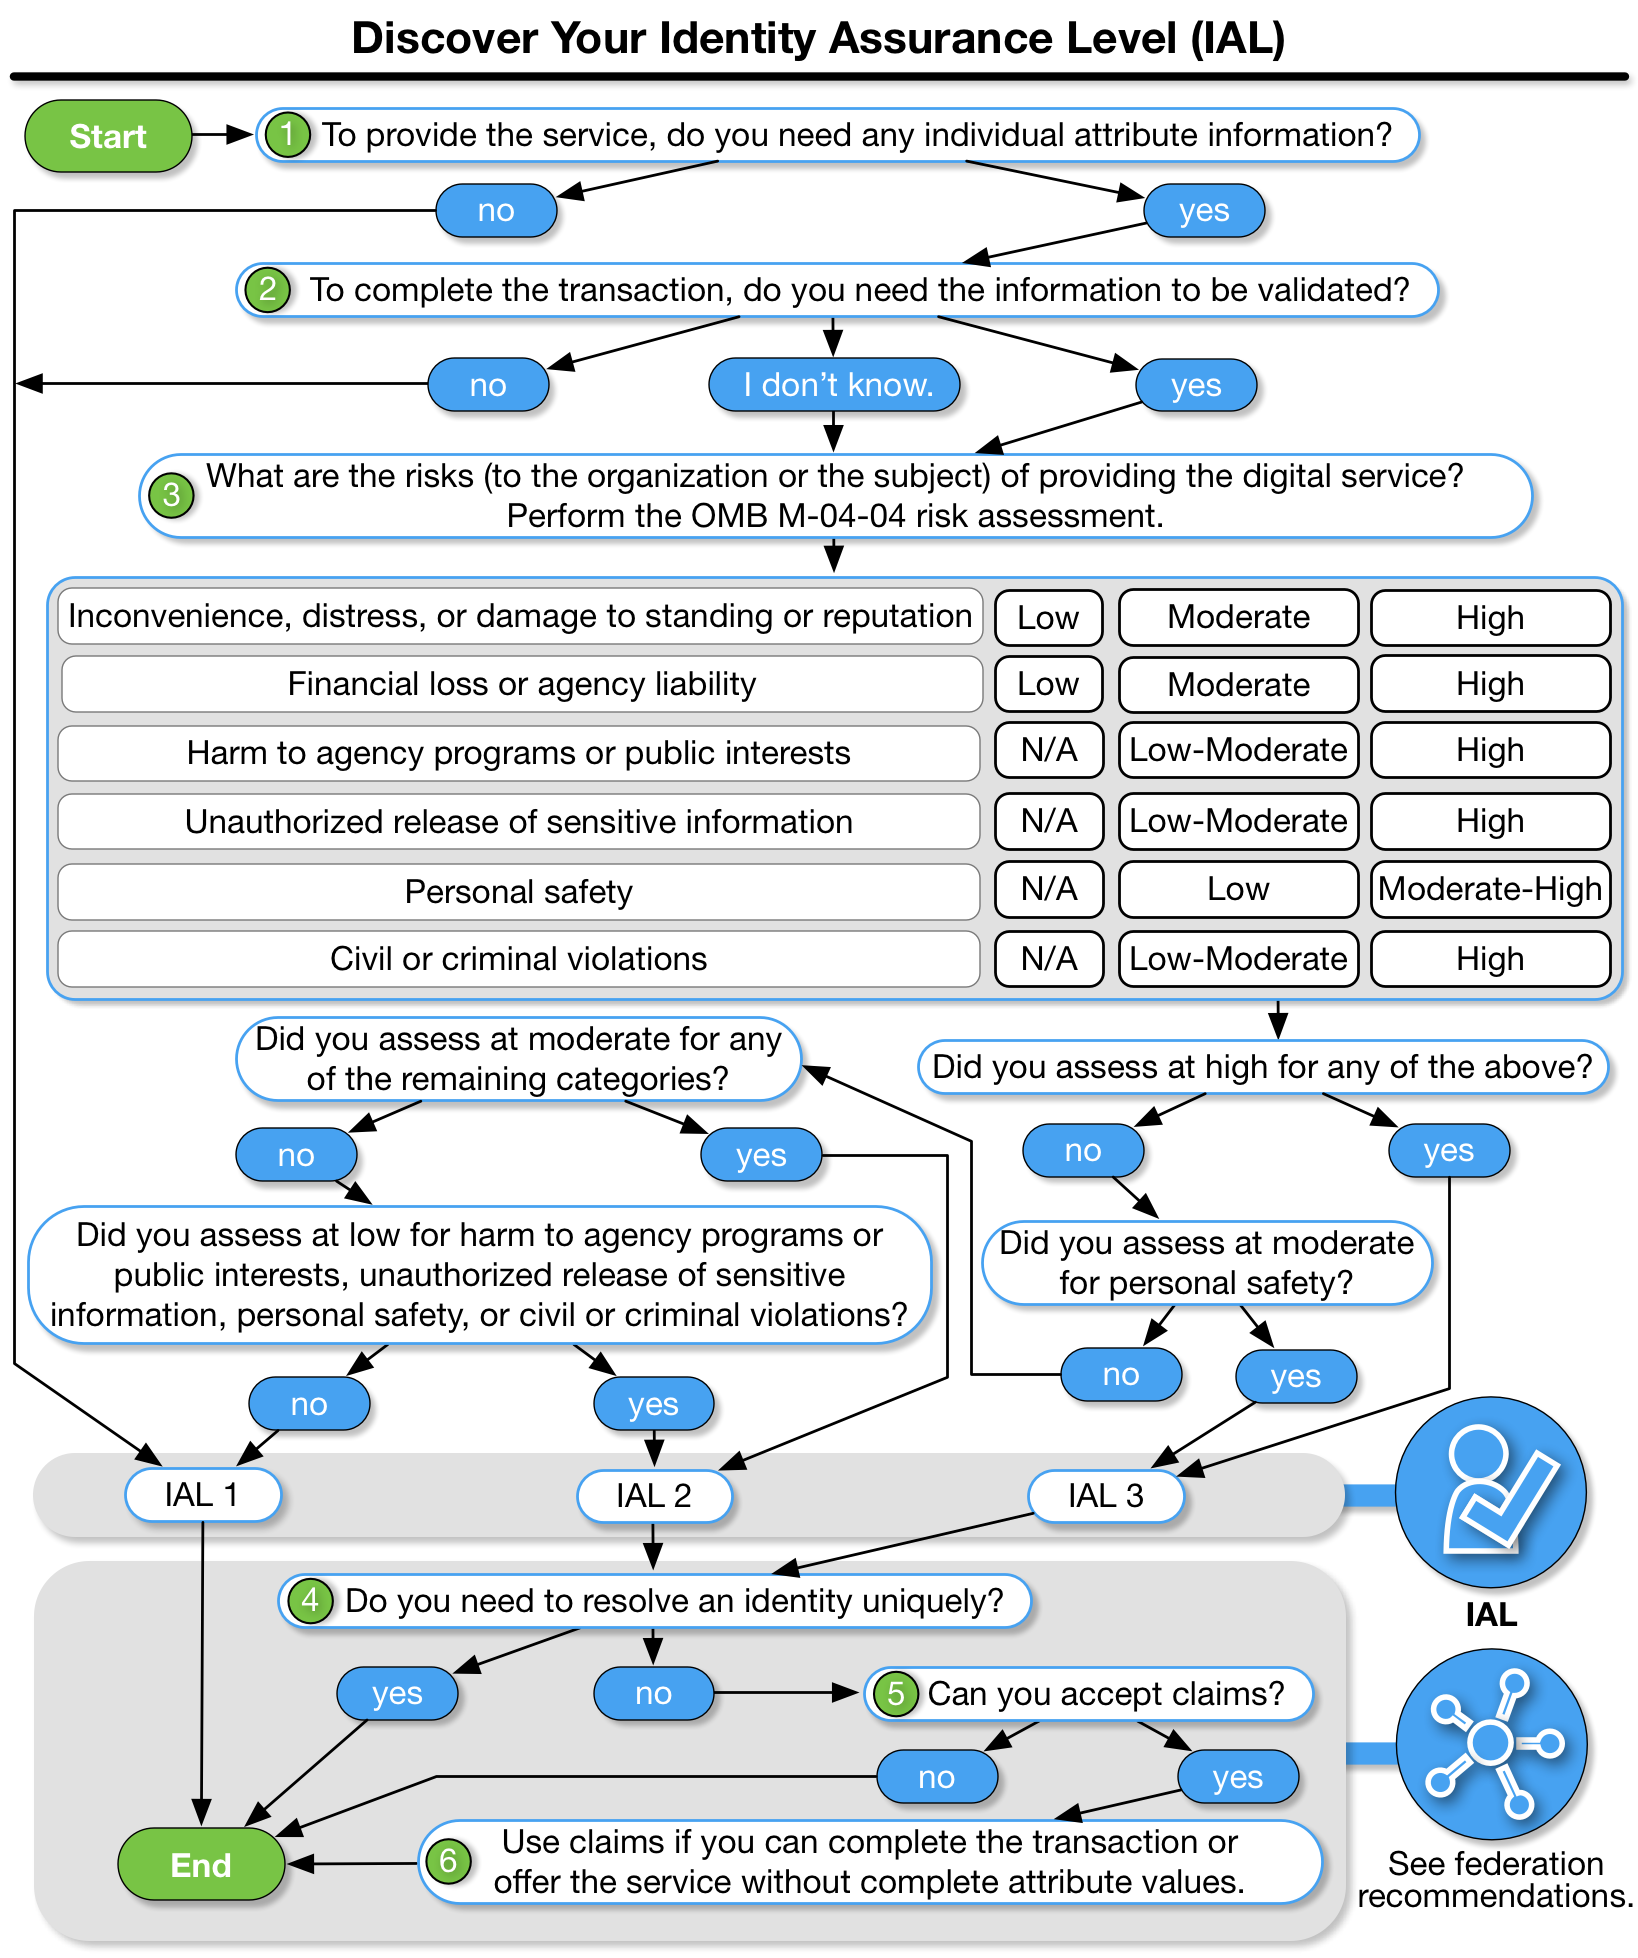 Discover Your Identity Assurance Level (IAL)
Start
1 To provide the service, do you need any individual attribute information?
no
yes
2 To complete the transaction, do you need the information to be validated?
no
I don't know.
yes
3 What are the risks (to the organization or the subject) of providing the digital service?
Perform the OMB M-04-04 risk assessment.
Inconvenience, distress, or damage to standing or reputation Low Moderate High
Financial loss or agency liability Low Moderate High
Harm to agency programs or public interests N/A Low-Moderate High
Unauthorized release of sensitive information N/A Low-Moderate High
Personal safety N/A Low Moderate-High
Civil or criminal violations N/A Low-Moderate High
Did you assess at high for any of the above?
no
yes
Did you assess at moderate
for personal safety?
no
yes
Did you assess at moderate for any
of the remaining categories?
no
yes
Did you assess at low for harm to agency programs or
public interests, unauthorized release of sensitive
information, personal safety, or civil or criminal violations?
no
yes
IAL 1
IAL 2
IAL 3
IAL
4 Do you need to resolve an identity uniquely?
yes
no
5 Can you accept claims?
no
yes
6 Use claims if you can complete the transaction or
offer the service without complete attribute values.
End
See federation
recommendations.